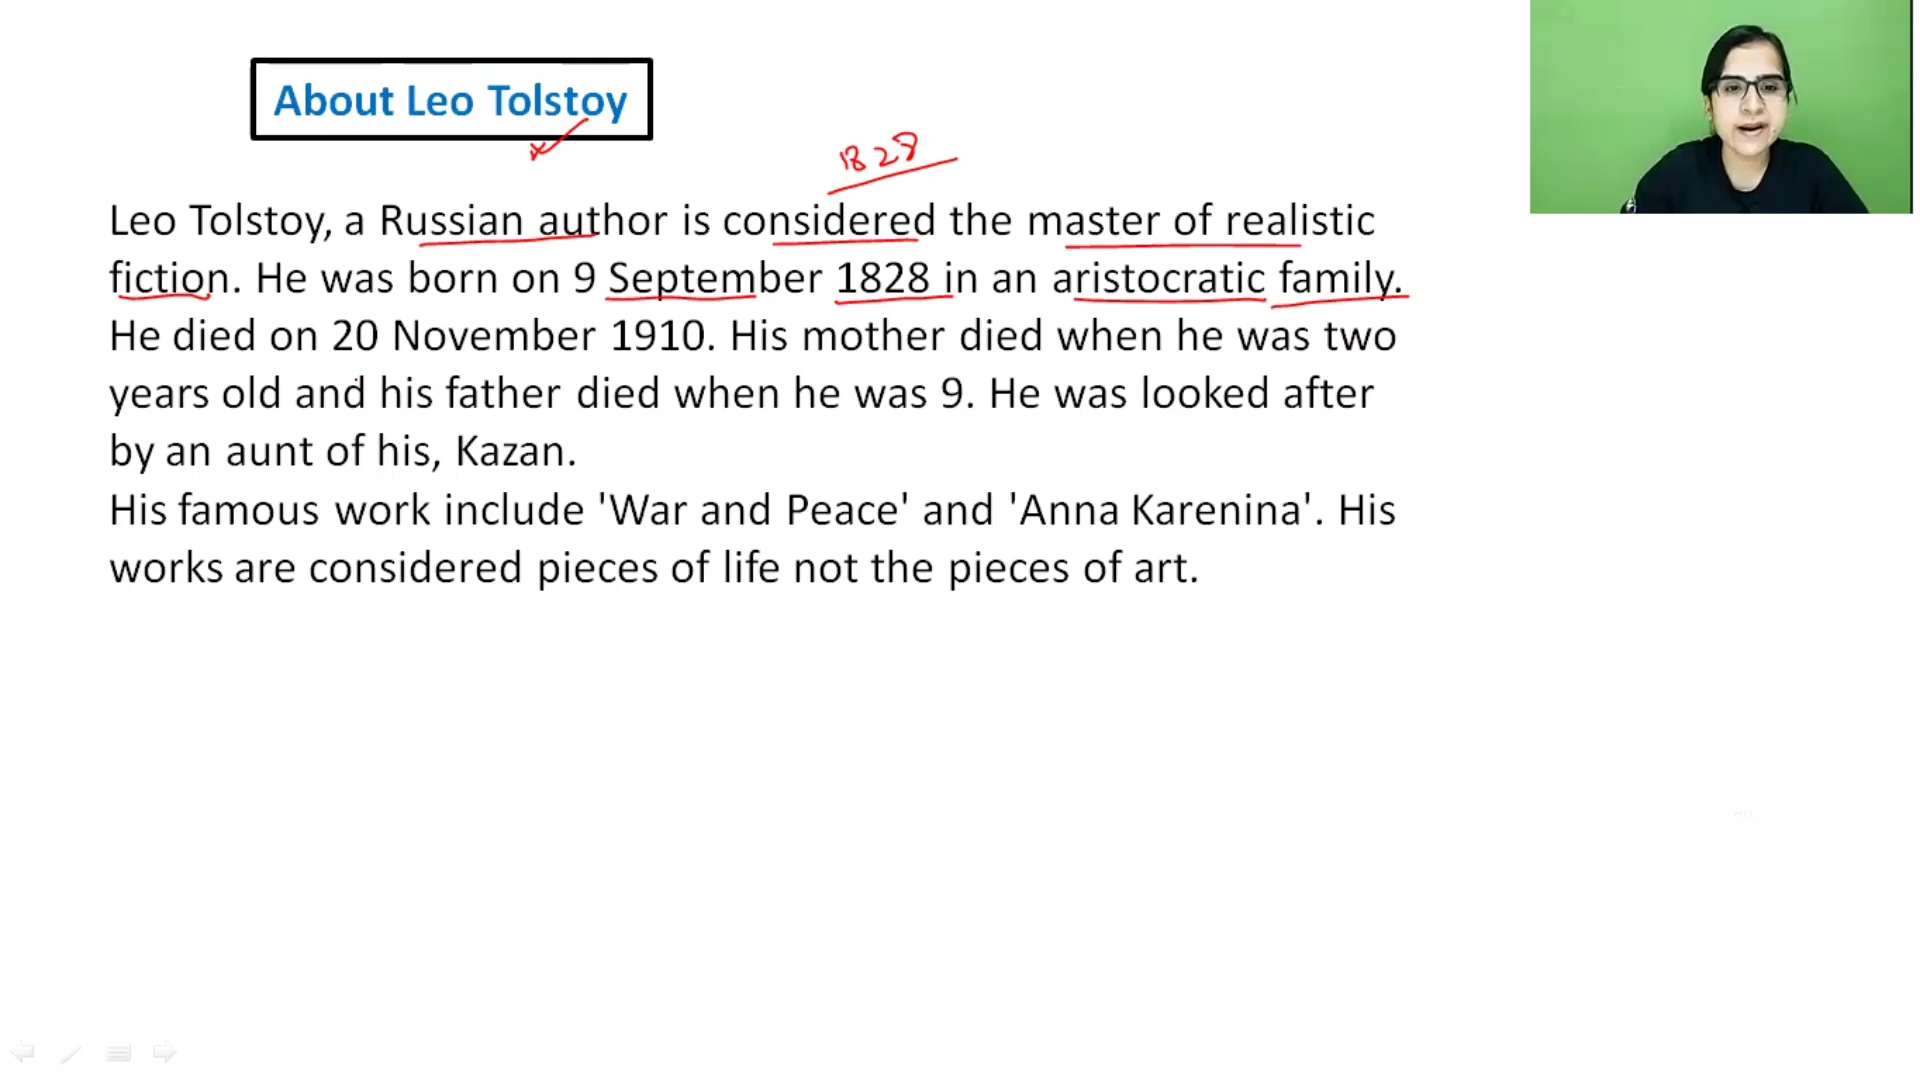 About Leo Tolstoy
1828
Leo Tolstoy, a Russian author is considered the master of realistic
fiction. He was born on 9 September 1828 in an aristocratic family.
He died on 20 November 1910. His mother died when he was two
years old and his father died when he was 9. He was looked after
by an aunt of his, Kazan.
His famous work include 'War and Peace' and 'Anna Karenina'. His
works are considered pieces of life not the pieces of art.